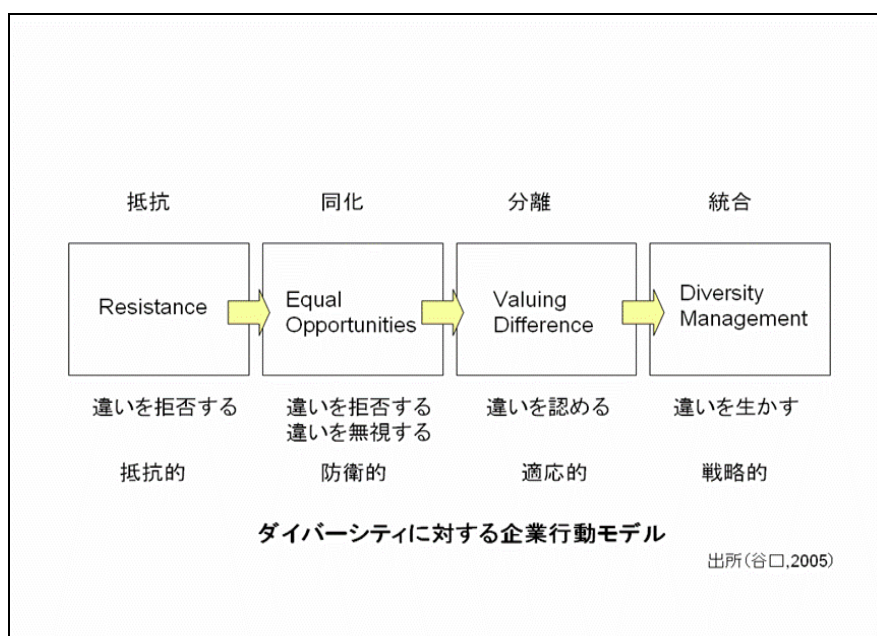 抵抗
同化
分離
統合
Resistance
Equal
Opportunities
Valuing
Difference
Diversity
Management
違いを拒否する
違いを拒否する
違いを無視する
違いを認める
違いを生かす
抵抗的
防衛的
適応的
戦略的
ダイバーシティに対する企業行動モデル
出所(谷口,2005)